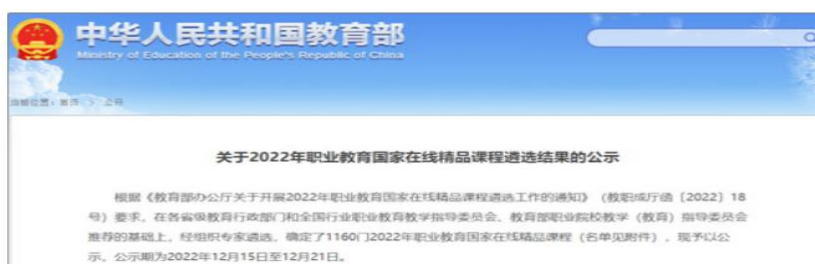 中华人民共和国教育部
Ministry of Education of the People's Republic of China
当前位置：首页 > 公开
关于2022年职业教育国家在线精品课程遴选结果的公示
根据《教育部办公厅关于开展2022年职业教育国家在线精品课程遴选工作的通知》（教职成厅函〔2022〕18
号）要求，在各省级教育行政部门和全国行业职业教育教学指导委员会、教育部职业院校教学（教育）指导委员会
推荐的基础上，经组织专家遴选，确定了1160门2022年职业教育国家在线精品课程（名单见附件），现予以公
示，公示期为2022年12月15日至12月21日。